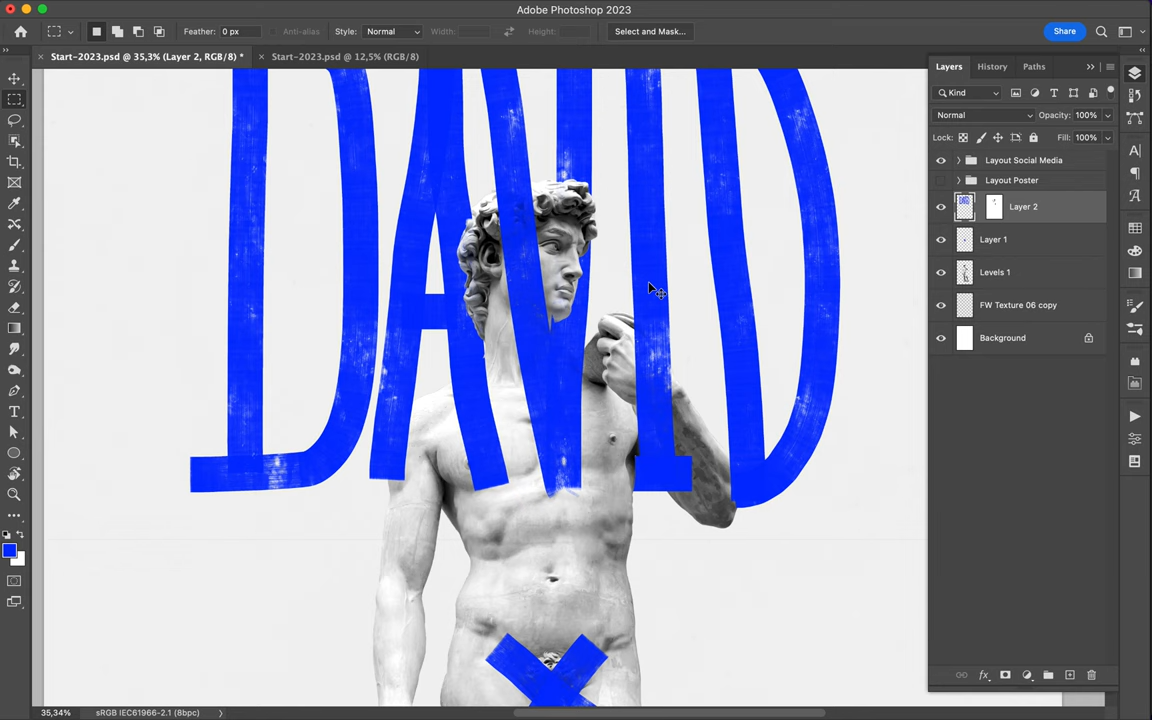 Adobe Photoshop 2023
Feather: 0 px
Anti-alias
Style: Normal
Width:
Height:
Select and Mask...
Share
Start-2023.psd @ 35,3% (Layer 2, RGB/8) *
Start-2023.psd @ 12,5% (RGB/8)
DAVID
Layers
History
Paths
Kind
Normal
Opacity: 100%
Lock:
Fill: 100%
Layout Social Media
Layout Poster
Layer 2
Layer 1
Levels 1
FW Texture 06 copy
Background
35,34%
sRGB IEC61966-2.1 (8bpc)